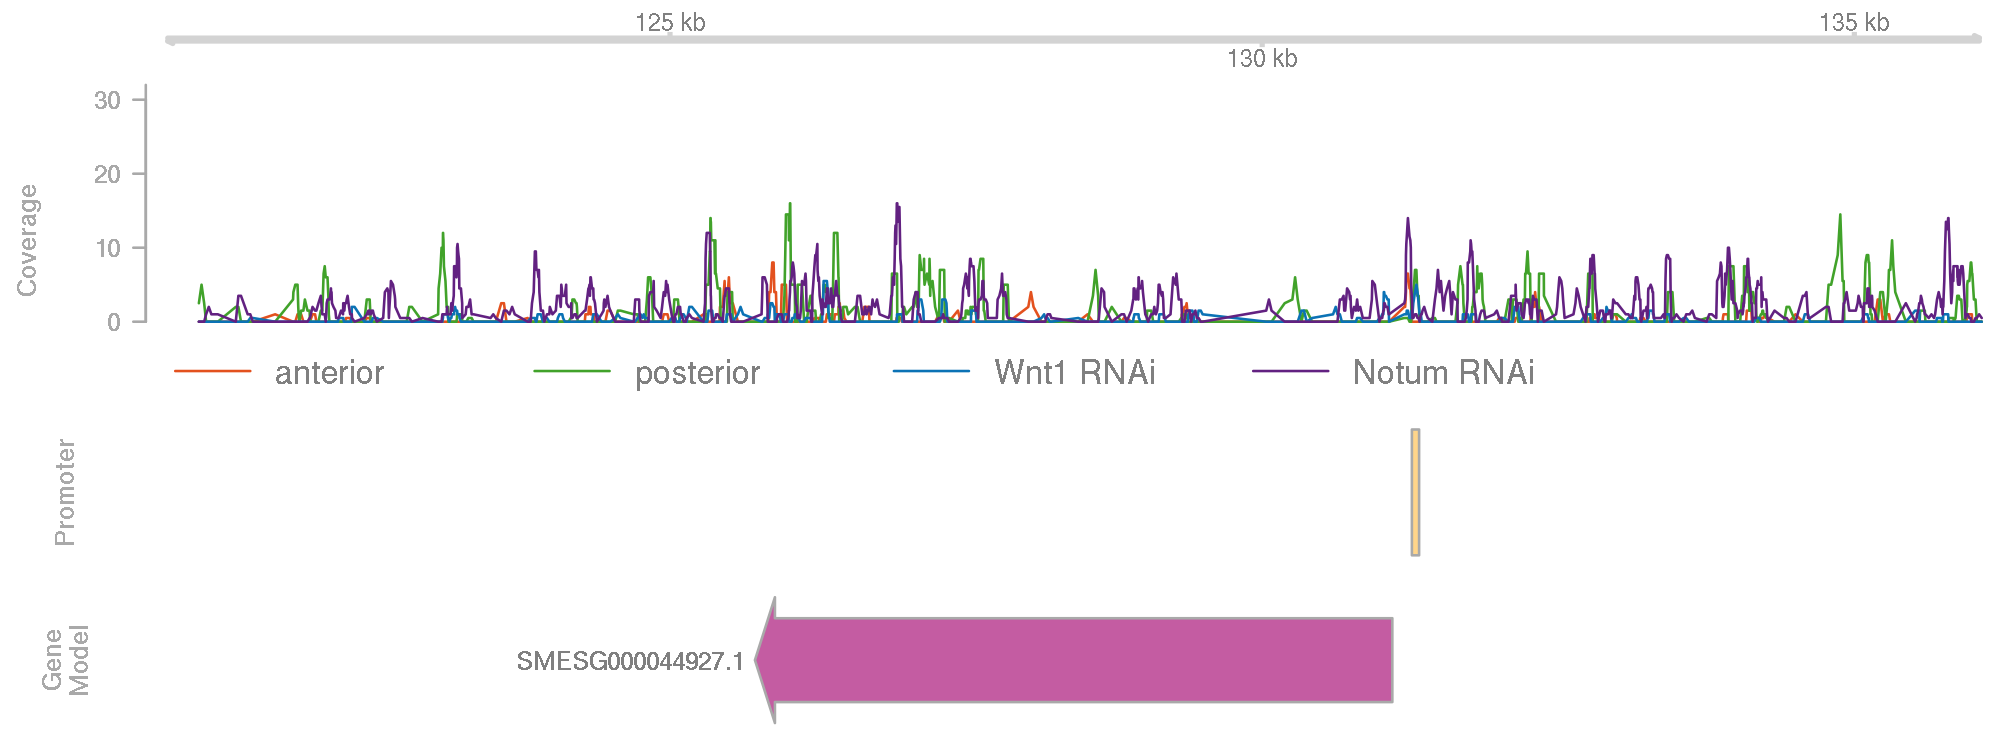 125 kb
135 kb
130 kb
30
20
10
0
Coverage
anterior
posterior
Wnt1 RNAi
Notum RNAi
Promoter
0
SMESG000044927.1
Gene
Model